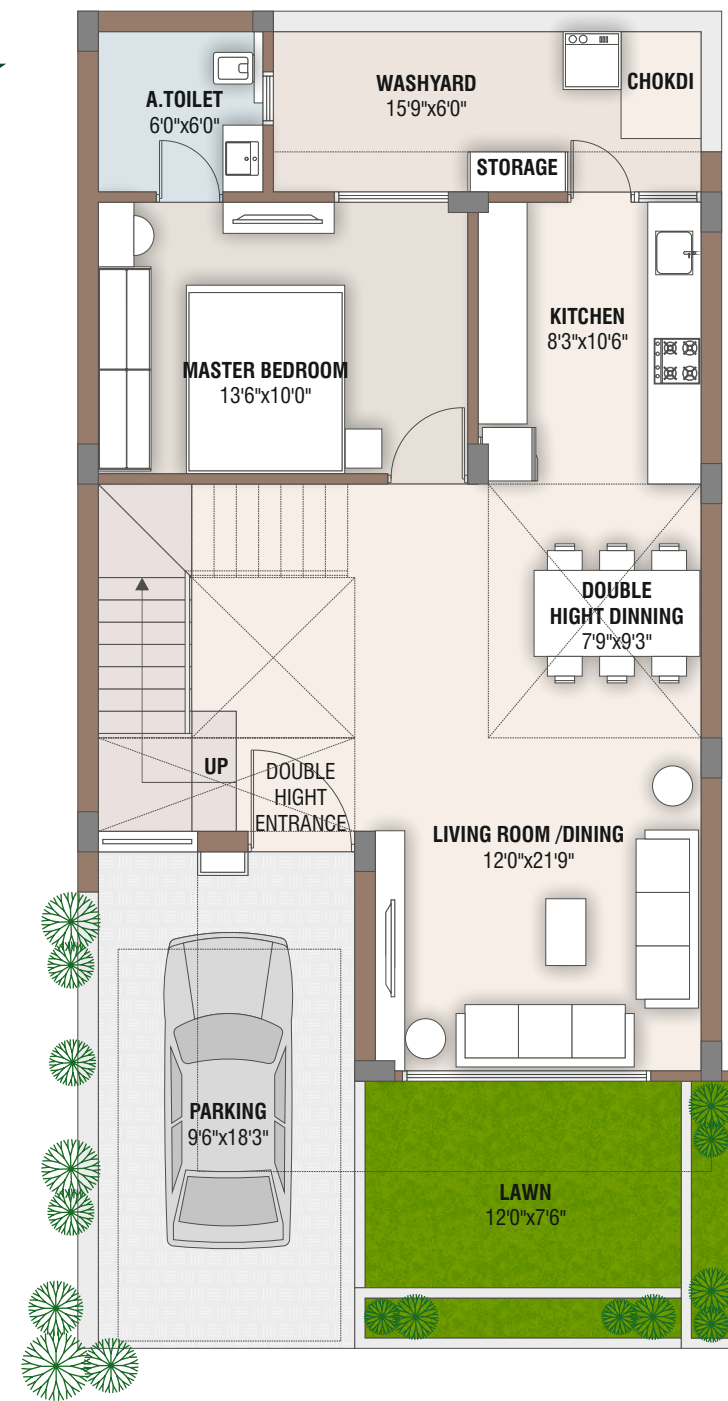 A.TOILET
6'0"x6'0"
WASHYARD
15'9"x6'0"
CHOKDI
STORAGE
KITCHEN
8'3"x10'6"
MASTER BEDROOM
13'6"x10'0"
DOUBLE
HIGHT DINNING
7'9"x9'3"
UP
DOUBLE
HIGHT
ENTRANCE
LIVING ROOM /DINING
12'0"x21'9"
PARKING
9'6"x18'3"
LAWN
12'0"x7'6"